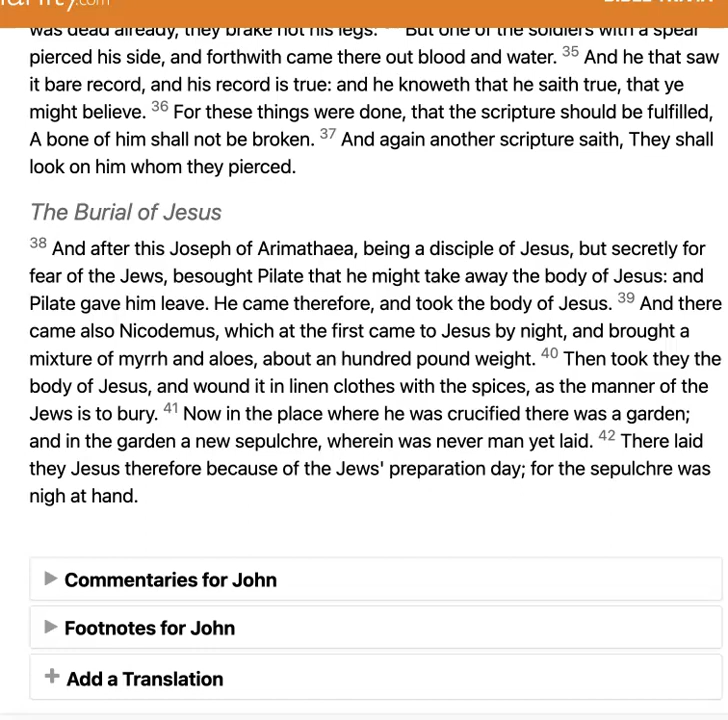 was dead already, they brake not his legs. But one of the soldiers with a spear
pierced his side, and forthwith came there out blood and water. 35 And he that saw
it bare record, and his record is true: and he knoweth that he saith true, that ye
might believe. 36 For these things were done, that the scripture should be fulfilled,
A bone of him shall not be broken. 37 And again another scripture saith, They shall
look on him whom they pierced.
The Burial of Jesus
38 And after this Joseph of Arimathaea, being a disciple of Jesus, but secretly for
fear of the Jews, besought Pilate that he might take away the body of Jesus: and
Pilate gave him leave. He came therefore, and took the body of Jesus. 39 And there
came also Nicodemus, which at the first came to Jesus by night, and brought a
mixture of myrrh and aloes, about an hundred pound weight. 40 Then took they the
body of Jesus, and wound it in linen clothes with the spices, as the manner of the
Jews is to bury. 41 Now in the place where he was crucified there was a garden;
and in the garden a new sepulchre, wherein was never man yet laid. 42 There laid
they Jesus therefore because of the Jews' preparation day; for the sepulchre was
nigh at hand.
Commentaries for John
Footnotes for John
Add a Translation